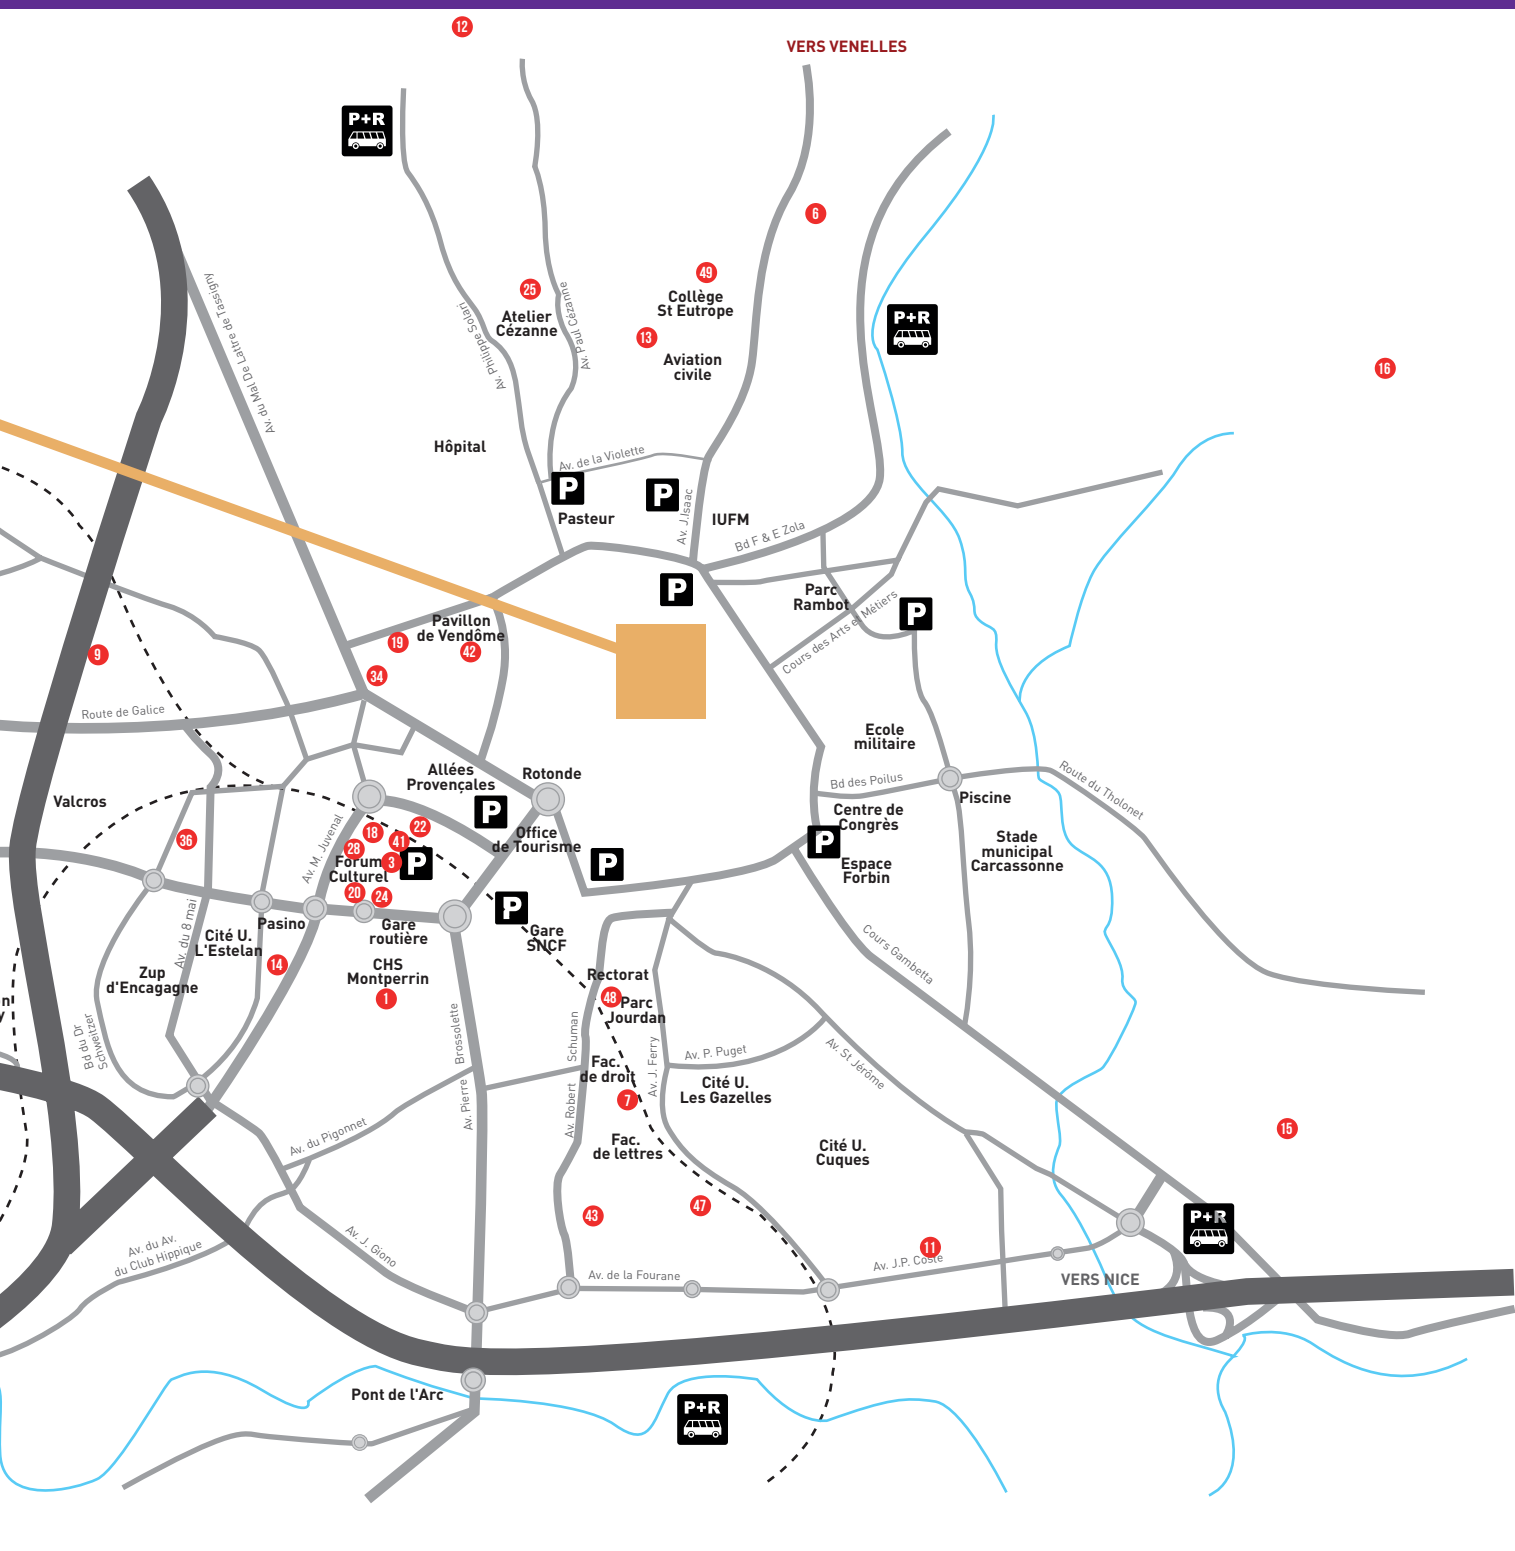 12
VERS VENELLES
P+R
6
Av. du Mal De Lattre de Tassigny
49
Collège
St Eutrope
25
Atelier
Cézanne
Av. Philippe Solari
Av. Paul Cézanne
13
Aviation
civile
P+R
16
Hôpital
Av. de la Violette
P
Pasteur
P
Av. J.Isaac
IUFM
Bd F & E Zola
P
Parc
Rambot
Cours des Arts et Métiers
P
Pavillon
de Vendôme
19
42
34
9
Route de Galice
Ecole
militaire
Allées
Provençales
Rotonde
Bd des Poilus
Piscine
Route du Tholonet
Valcros
P
Centre de
Congrès
36
Av. M. Juvenal
18
22
41
28
Forum
Culturel
3
P
20
24
Office
de Tourisme
P
P
Espace
Forbin
Stade
municipal
Carcassonne
Pasino
Gare
routière
P
Gare
SNCF
Av. du 8 mai
Cité U.
L'Estelan
14
Zup
d'Encagagne
CHS
Montperrin
1
Rectorat
48
Parc
Jourdan
Cours Gambetta
n
Bd du Dr
Schweitzer
Av. Pierre Brossolette
Av. Robert Schuman
Av. J. Ferry
Av. P. Puget
Av. St Jérôme
Fac.
de droit
7
Cité U.
Les Gazelles
Av. du Pigonnet
Fac.
de lettres
Cité U.
Cuques
15
43
47
Av. du Av.
du Club Hippique
Av. J. Giono
11
Av. J.P. Coste
P+R
Av. de la Fourane
VERS NICE
Pont de l'Arc
P+R